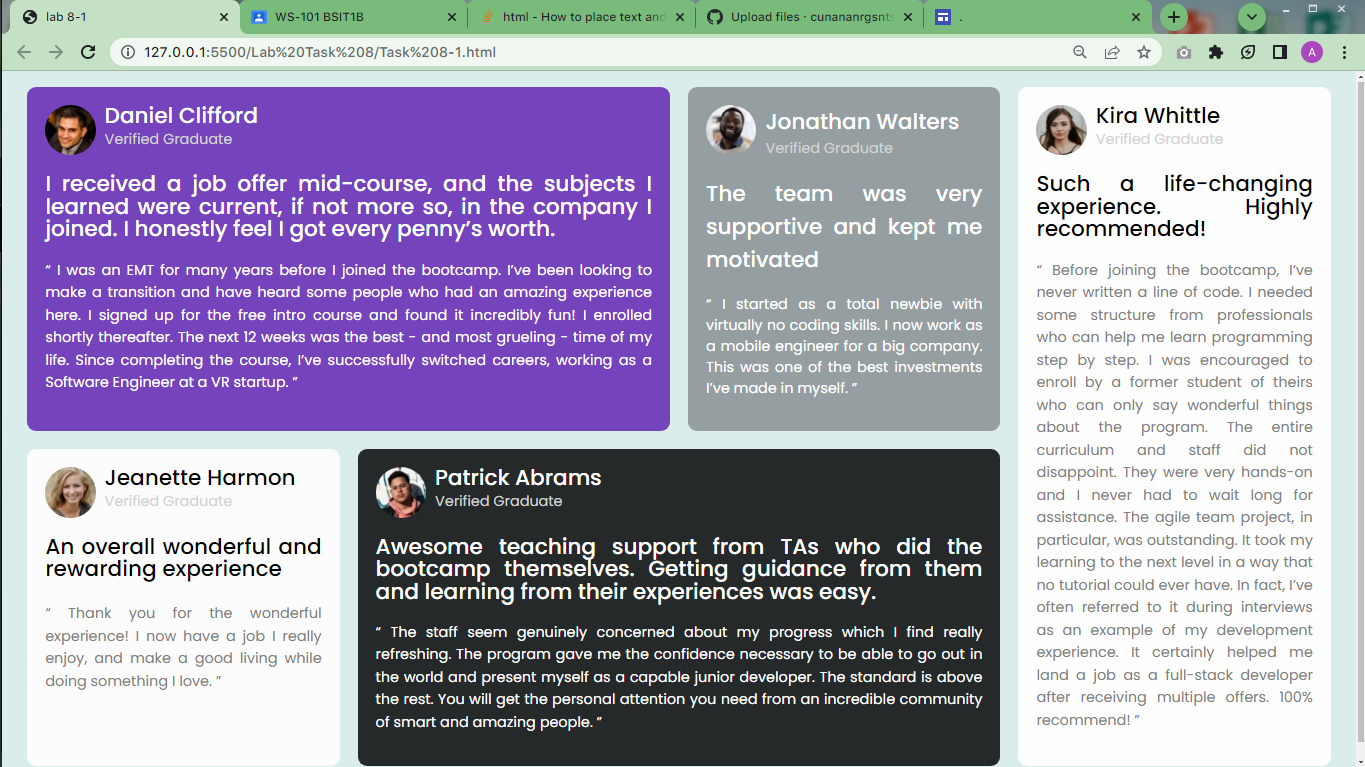 lab 8-1
WS-101 BSIT1B
html - How to place text and
Upload files · cunananrgsnts
.
127.0.0.1:5500/Lab%20Task%208/Task%208-1.html
A
Daniel Clifford
Verified Graduate
I received a job offer mid-course, and the subjects I
learned were current, if not more so, in the company I
joined. I honestly feel I got every penny’s worth.
“ I was an EMT for many years before I joined the bootcamp. I’ve been looking to
make a transition and have heard some people who had an amazing experience
here. I signed up for the free intro course and found it incredibly fun! I enrolled
shortly thereafter. The next 12 weeks was the best - and most grueling - time of my
life. Since completing the course, I’ve successfully switched careers, working as a
Software Engineer at a VR startup. ”
Jonathan Walters
Verified Graduate
The team was very
supportive and kept me
motivated
“ I started as a total newbie with
virtually no coding skills. I now work as
a mobile engineer for a big company.
This was one of the best investments
I’ve made in myself. ”
Kira Whittle
Verified Graduate
Such a life-changing
experience. Highly
recommended!
“ Before joining the bootcamp, I’ve
never written a line of code. I needed
some structure from professionals
who can help me learn programming
step by step. I was encouraged to
enroll by a former student of theirs
who can only say wonderful things
about the program. The entire
curriculum and staff did not
disappoint. They were very hands-on
and I never had to wait long for
assistance. The agile team project, in
particular, was outstanding. It took my
learning to the next level in a way that
no tutorial could ever have. In fact, I’ve
often referred to it during interviews
as an example of my development
experience. It certainly helped me
land a job as a full-stack developer
after receiving multiple offers. 100%
recommend! ”
Jeanette Harmon
Verified Graduate
An overall wonderful and
rewarding experience
“ Thank you for the wonderful
experience! I now have a job I really
enjoy, and make a good living while
doing something I love. ”
Patrick Abrams
Verified Graduate
Awesome teaching support from TAs who did the
bootcamp themselves. Getting guidance from them
and learning from their experiences was easy.
“ The staff seem genuinely concerned about my progress which I find really
refreshing. The program gave me the confidence necessary to be able to go out in
the world and present myself as a capable junior developer. The standard is above
the rest. You will get the personal attention you need from an incredible community
of smart and amazing people. ”